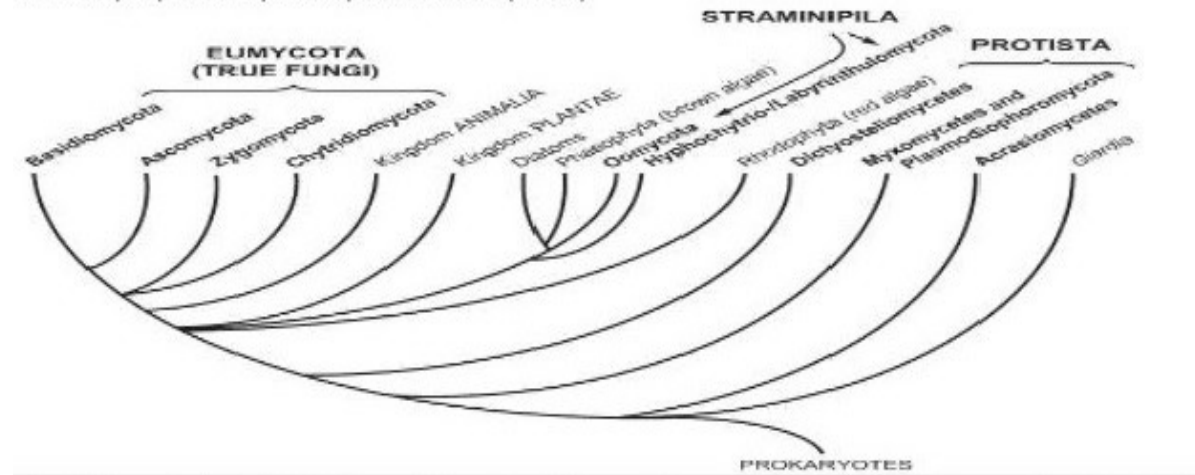 STRAMINIPILA
EUMYCOTA
(TRUE FUNGI)
PROTISTA
Basidiomycota
Ascomycota
Zygomycota
Chytridiomycota
Kingdom ANIMALIA
Kingdom PLANTAE
Diatoms
Phaeophyta (brown algae)
Oomycota
Hyphochytrio-/Labyrinthulomycota
Rhodophyta (red algae)
Dictyosteliomycetes
Myxomycetes and
Plasmodiophoromycota
Acrasiomycetes
Giardia
PROKARYOTES